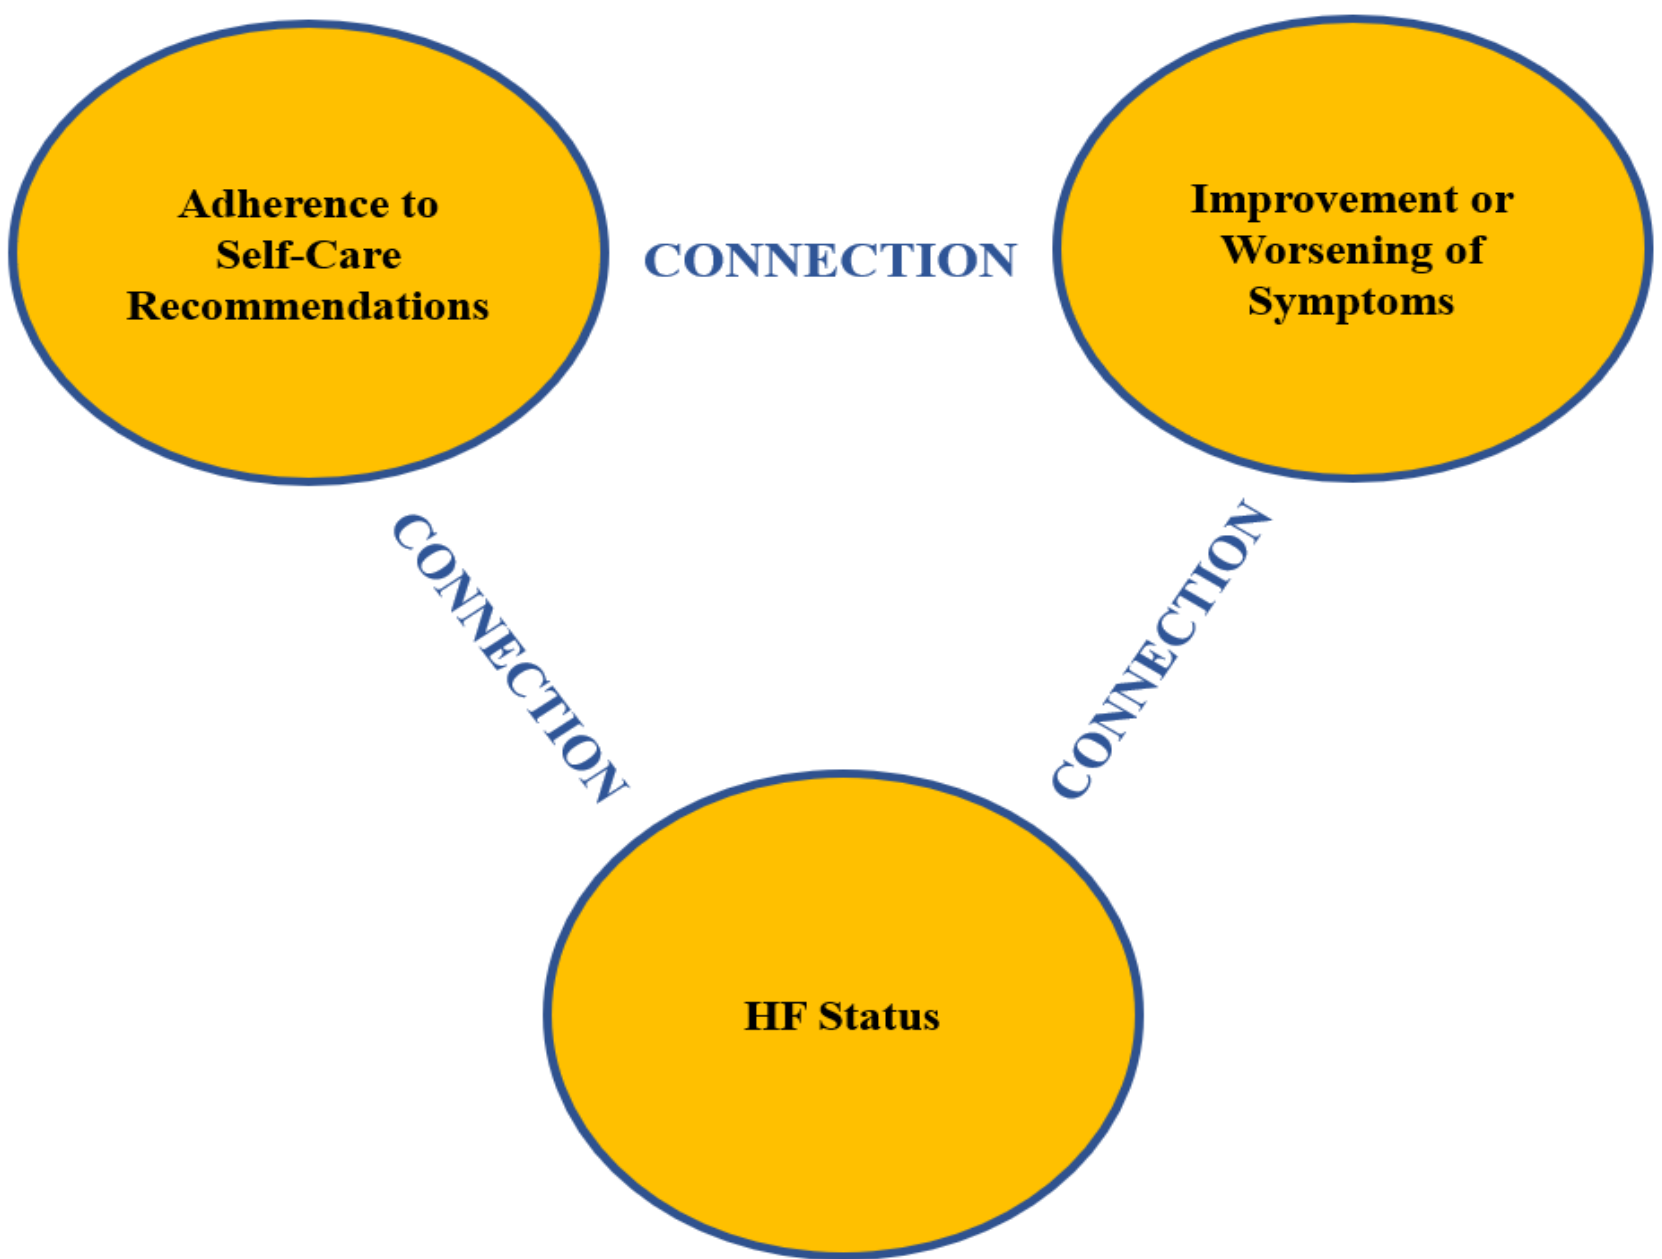 Adherence to
Self-Care
Recommendations
CONNECTION
Improvement or
Worsening of
Symptoms
CONNECTION
CONNECTION
HF Status